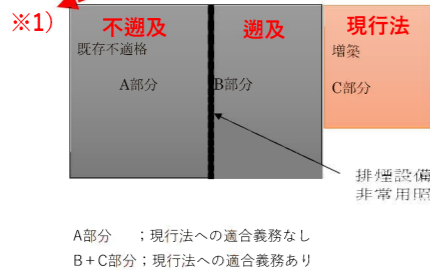 ※1)
不遡及
遡及
現行法
既存不適格
増築
A部分
B部分
C部分
排煙設備
非常用照
A部分 ；現行法への適合義務なし
B+C部分；現行法への適合義務あり